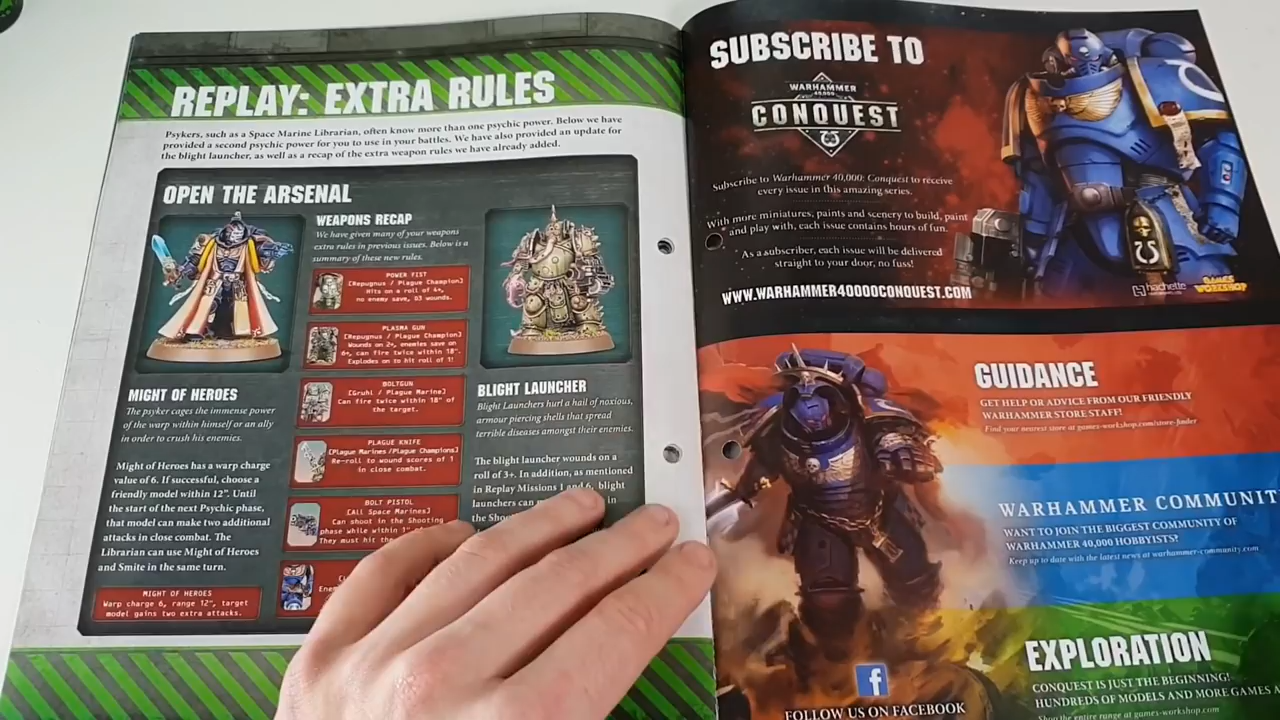 REPLAY: EXTRA RULES
Psykers, such as a Space Marine Librarian, often know more than one psychic power. Below we have
provided a second psychic power for you to use in your battles. We have also provided an update for
the blight launcher, as well as a recap of the extra weapon rules we have already added.
OPEN THE ARSENAL
MIGHT OF HEROES
The psyker cages the immense power
of the warp within himself or an ally
in order to crush his enemies.
Might of Heroes has a warp charge
value of 6. If successful, choose a
friendly model within 12". Until
the start of the next Psychic phase,
that model can make two additional
attacks in close combat. The
Librarian can use Might of Heroes
and Smite in the same turn.
MIGHT OF HEROES
Warp charge 6, range 12", target
model gains two extra attacks.
WEAPONS RECAP
We have given many of your weapons
extra rules in previous issues. Below is a
summary of these new rules.
POWER FIST
[Repugnus / Plague Champion]
Hits on a roll of 4+,
no enemy save, D3 wounds.
PLASMA GUN
[Repugnus / Plague Champion]
Wounds on 2+, enemies save on
6+, can fire twice within 18".
Explodes on to hit roll of 1!
BOLTGUN
[Gruhl / Plague Marine]
Can fire twice within 18" of
the target.
PLAGUE KNIFE
[Plague Marines /Plague Champions]
Re-roll to wound scores of 1
in close combat.
BOLT PISTOL
[All Space Marines]
Can shoot in the Shooting
phase while within 1"
They must hit the
Ene
BLIGHT LAUNCHER
Blight Launchers hurl a hail of noxious,
armour piercing shells that spread
terrible diseases amongst their enemies.
The blight launcher wounds on a
roll of 3+. In addition, as mentioned
in Replay Missions 1 and 6, blight
launchers can in
the Sho
SUBSCRIBE TO
WARHAMMER
40,000
CONQUEST
Subscribe to Warhammer 40,000: Conquest to receive
every issue in this amazing series.
With more miniatures, paints and scenery to build, paint
and play with, each issue contains hours of fun.
As a subscriber, each issue will be delivered
straight to your door, no fuss!
WWW.WARHAMMER40000CONQUEST.COM
hachette
GAMES
WORKSHOP
GUIDANCE
GET HELP OR ADVICE FROM OUR FRIENDLY
WARHAMMER STORE STAFF!
Find your nearest store at games-workshop.com/store-finder
WARHAMMER COMMUNIT
WANT TO JOIN THE BIGGEST COMMUNITY OF
WARHAMMER 40,000 HOBBYISTS?
Keep up to date with the latest news at warhammer-community.com
EXPLORATION
CONQUEST IS JUST THE BEGINNING!
HUNDREDS OF MODELS AND MORE GAMES A
Shop the entire range at games-workshop.com
f
FOLLOW US ON FACEBOOK